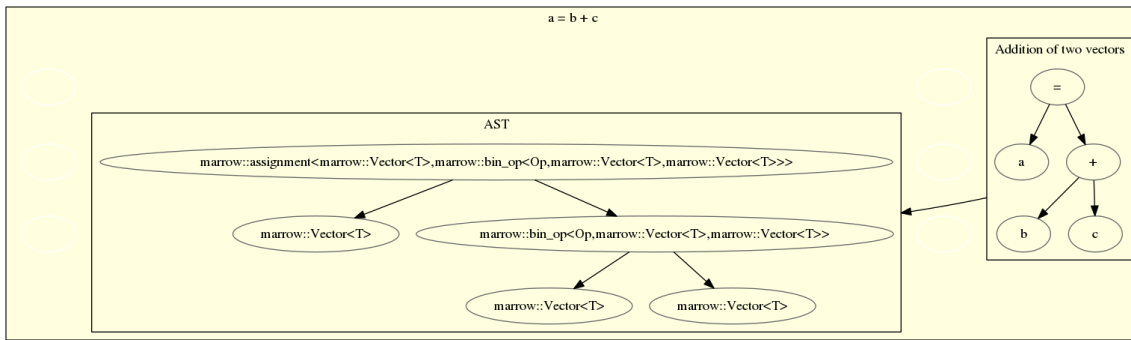 a = b + c
Addition of two vectors
=
a
+
b
c
AST
marrow::assignment<marrow::Vector<T>,marrow::bin_op<Op,marrow::Vector<T>,marrow::Vector<T>>>
marrow::Vector<T>
marrow::bin_op<Op,marrow::Vector<T>,marrow::Vector<T>>
marrow::Vector<T>
marrow::Vector<T>